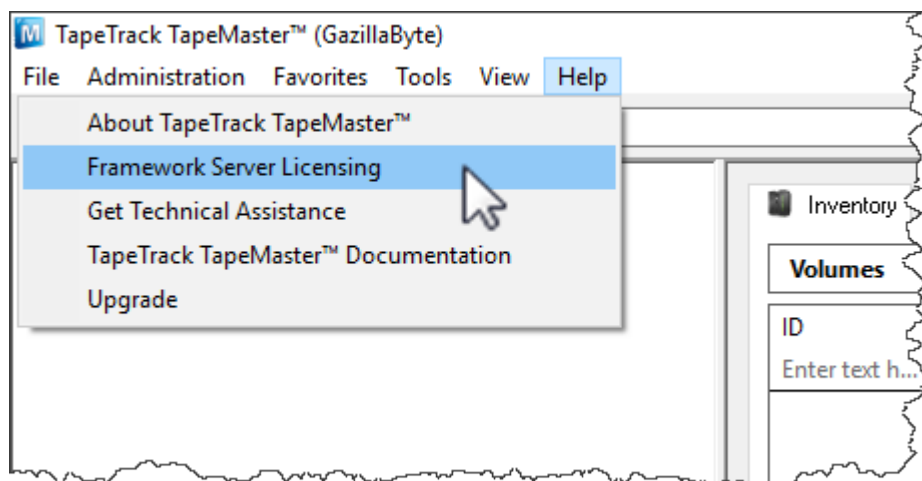 M TapeTrack TapeMaster™ (GazillaByte)
File Administration Favorites Tools View Help
About TapeTrack TapeMaster™
Framework Server Licensing
Get Technical Assistance
TapeTrack TapeMaster™ Documentation
Upgrade
Inventory
Volumes
ID
Enter text h...